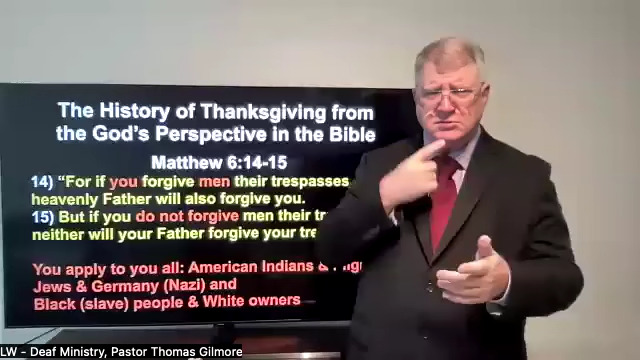 The History of Thanksgiving from
the God's Perspective in the Bible
Matthew 6:14-15
14) "For if you forgive men their trespasses
heavenly Father will also forgive you.
15) But if you do not forgive men their
neither will your Father forgive your
You apply to you all: American Indians &
Jews & Germany (Nazi) and
Black (slave) people & White owners
LW - Deaf Ministry, Pastor Thomas Gilmore